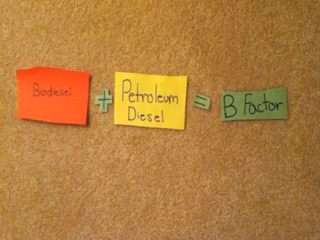 Biodiesel + Petroleum
Diesel = B Factor